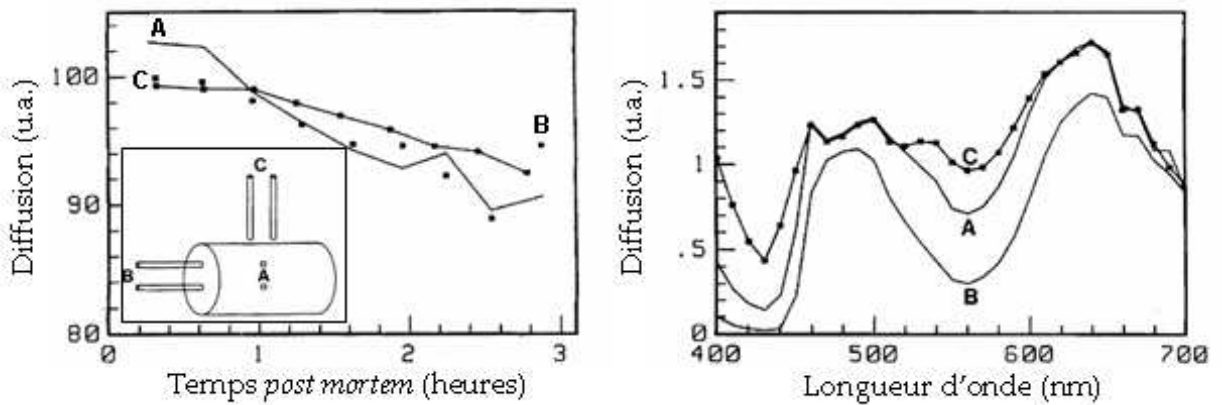 Diffusion (u.a.)
100
90
80
A
C
B
C
B
A
0
1
2
3
Temps post mortem (heures)
Diffusion (u.a.)
1.5
1
.5
0
C
A
B
400
500
600
700
Longueur d'onde (nm)